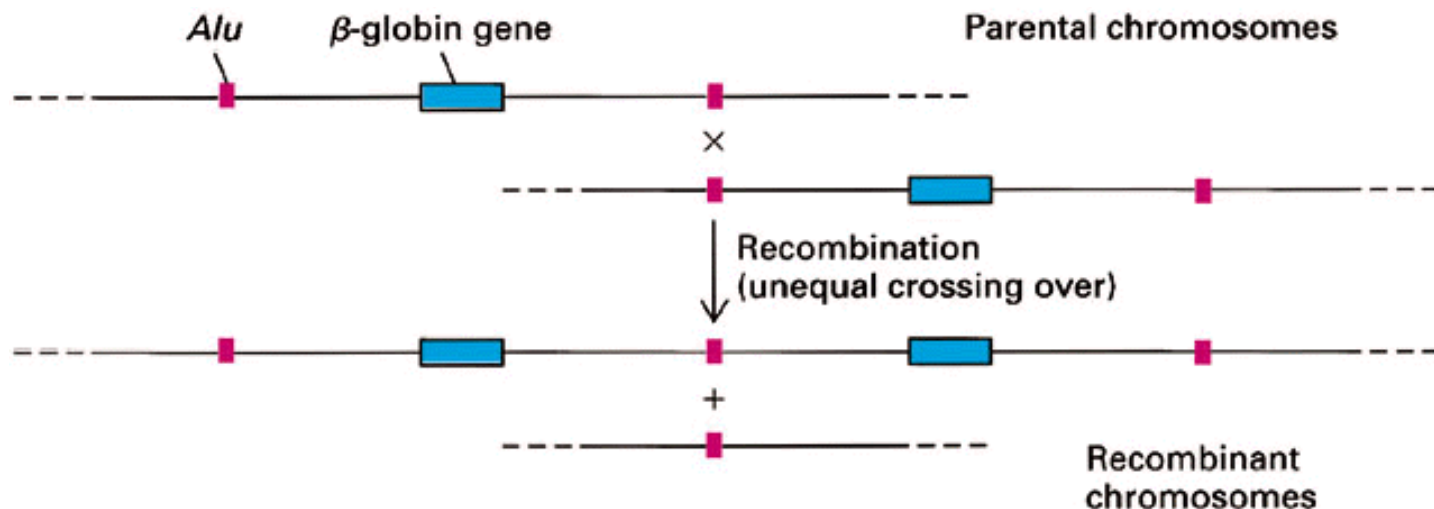 Alu
β-globin gene
Parental chromosomes
×
Recombination
(unequal crossing over)
+
Recombinant
chromosomes